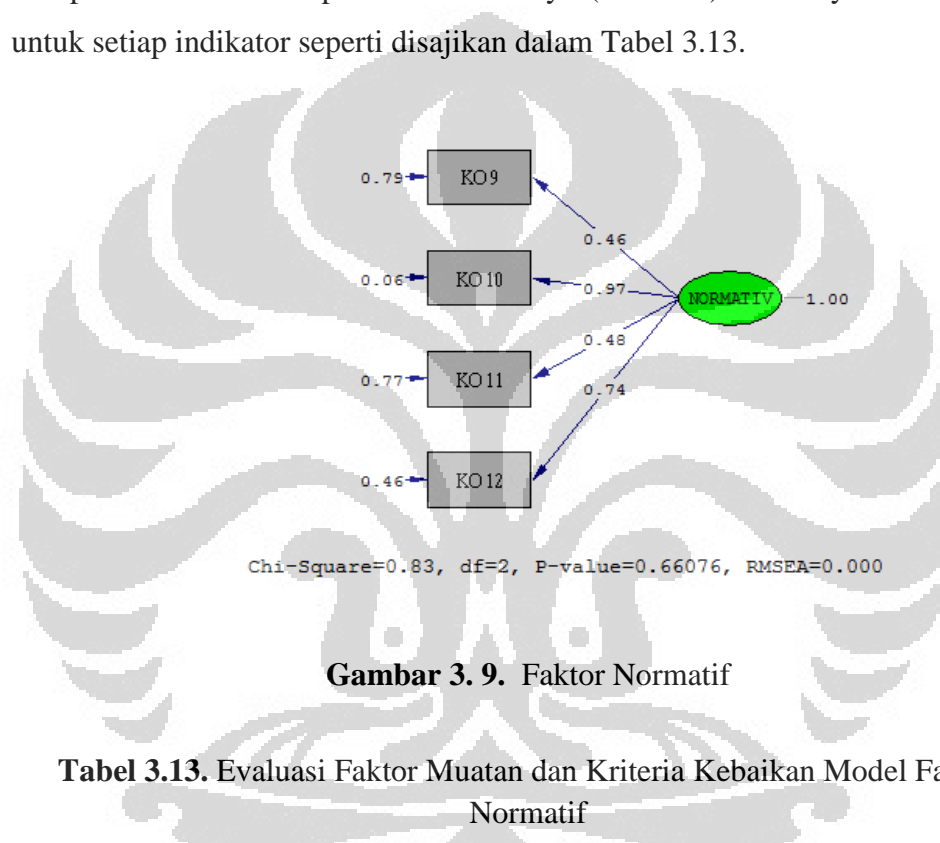 untuk setiap indikator seperti disajikan dalam Tabel 3.13.
0.79 KO9
0.46
0.06 KO10 0.97 NORMATIV 1.00
0.48
0.77 KO11
0.74
0.46 KO12
Chi-Square=0.83, df=2, P-value=0.66076, RMSEA=0.000
Gambar 3. 9. Faktor Normatif
Tabel 3.13. Evaluasi Faktor Muatan dan Kriteria Kebaikan Model Fa
Normatif